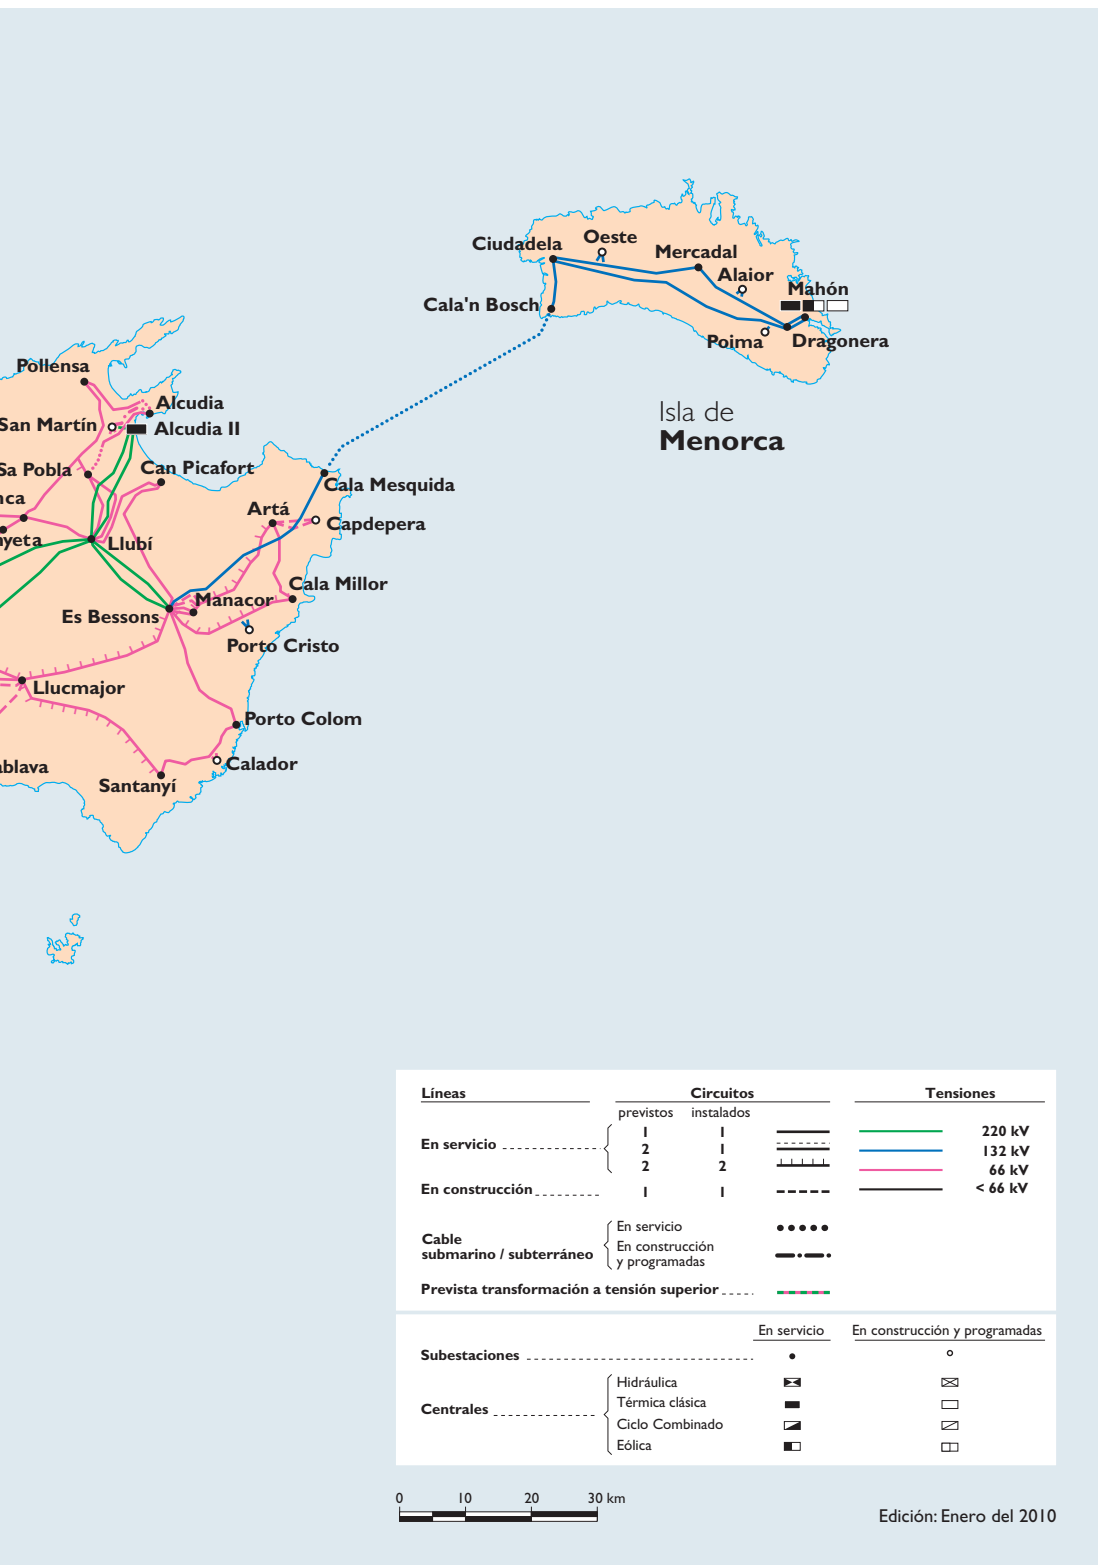 Oeste
Ciudadela
Mercadal
Alaior
Mahón
Cala'n Bosch
Poima
Dragonera
Pollensa
Alcudia
Isla de
Menorca
San Martín
Alcudia II
Sa Pobla
Can Picafort
Cala Mesquida
nca
Artá
Capdepera
nyeta
Llubí
Cala Millor
Manacor
Es Bessons
Porto Cristo
Llucmajor
Porto Colom
ablava
Calador
Santanyí
Líneas Circuitos Tensiones
previstos instalados
1 1 220 kV
En servicio 2 1 132 kV
2 2 66 kV
En construcción 1 1 < 66 kV
En servicio
Cable
submarino / subterráneo
En construcción
y programadas
Prevista transformación a tensión superior
En servicio En construcción y programadas
Subestaciones
Hidráulica
Térmica clásica
Centrales
Ciclo Combinado
Eólica
0 10 20 30 km
Edición: Enero del 2010